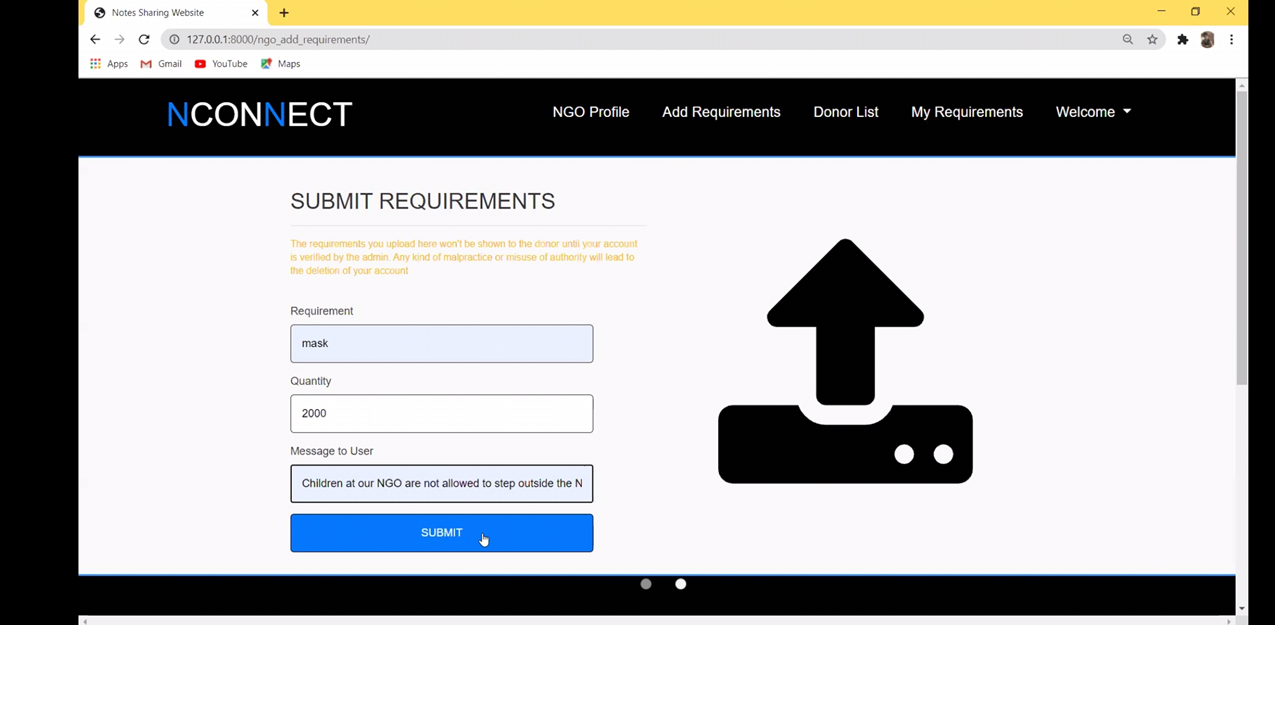 Notes Sharing Website
127.0.0.1:8000/ngo_add_requirements/
Apps Gmail YouTube Maps
NCONNECT
NGO Profile Add Requirements Donor List My Requirements Welcome
SUBMIT REQUIREMENTS
The requirements you upload here won't be shown to the donor until your account
is verified by the admin. Any kind of malpractice or misuse of authority will lead to
the deletion of your account
Requirement
mask
Quantity
2000
Message to User
Children at our NGO are not allowed to step outside the N
SUBMIT